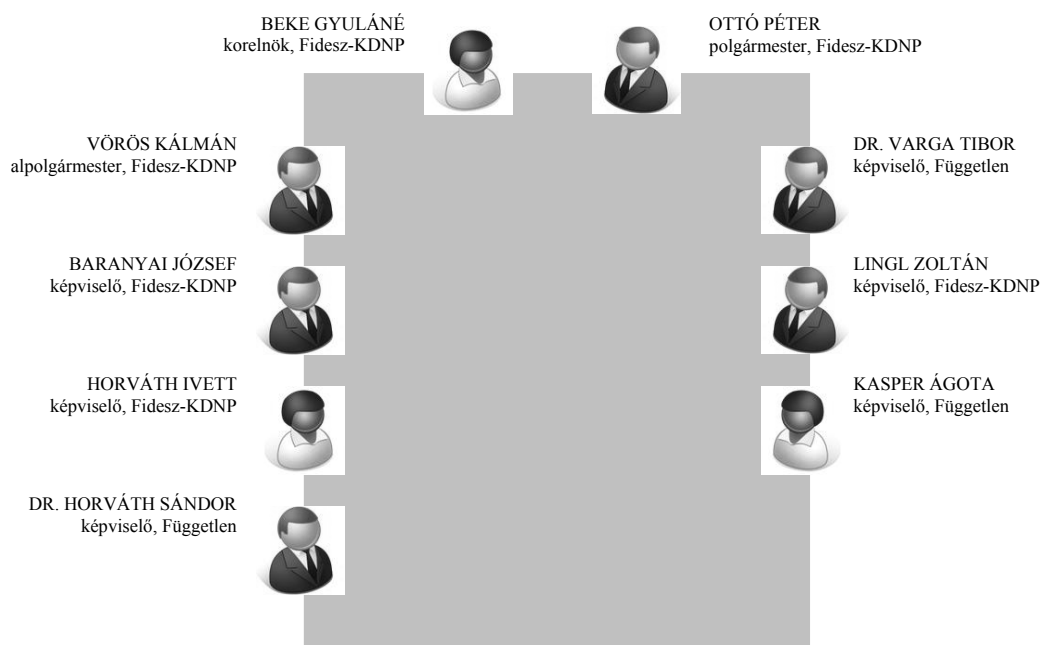 BEKE GYULÁNÉ
korelnök, Fidesz-KDNP
OTTÓ PÉTER
polgármester, Fidesz-KDNP
VÖRÖS KÁLMÁN
alpolgármester, Fidesz-KDNP
DR. VARGA TIBOR
képviselő, Független
BARANYAI JÓZSEF
képviselő, Fidesz-KDNP
LINGL ZOLTÁN
képviselő, Fidesz-KDNP
HORVÁTH IVETT
képviselő, Fidesz-KDNP
KASPER ÁGOTA
képviselő, Független
DR. HORVÁTH SÁNDOR
képviselő, Független